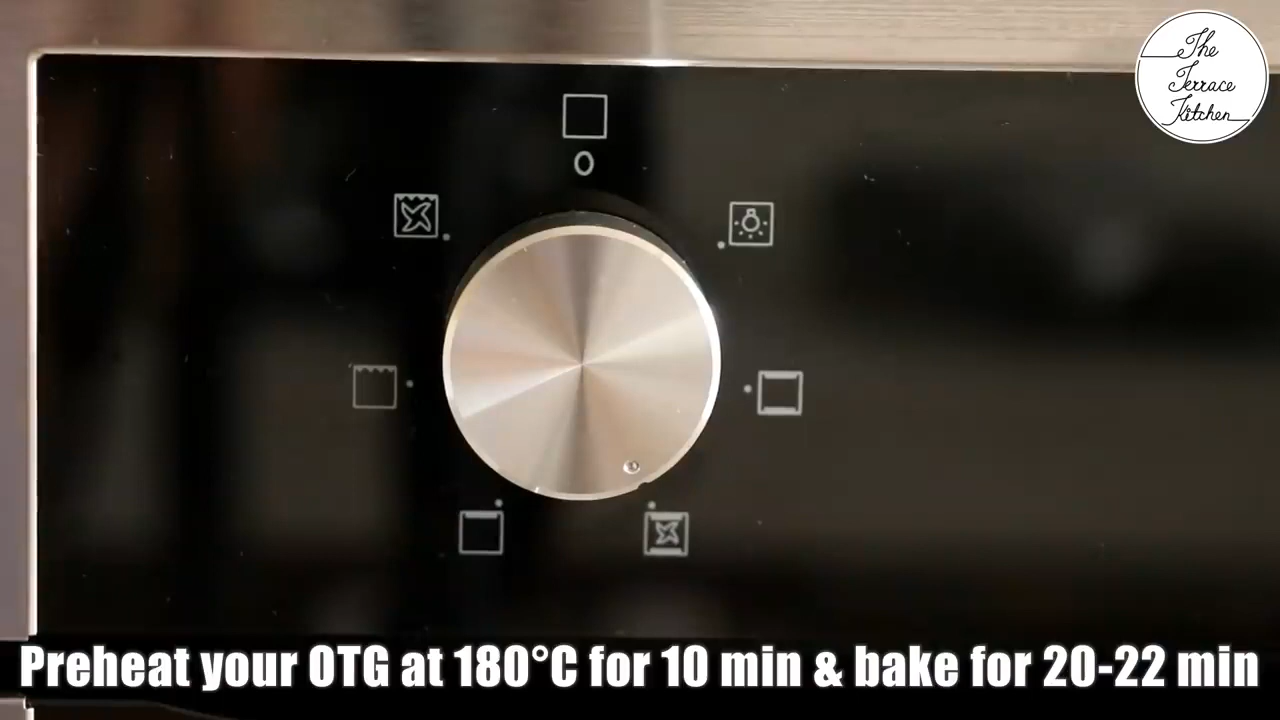 The
Terrace
Kitchen
0
Preheat your OTG at 180°C for 10 min & bake for 20-22 min